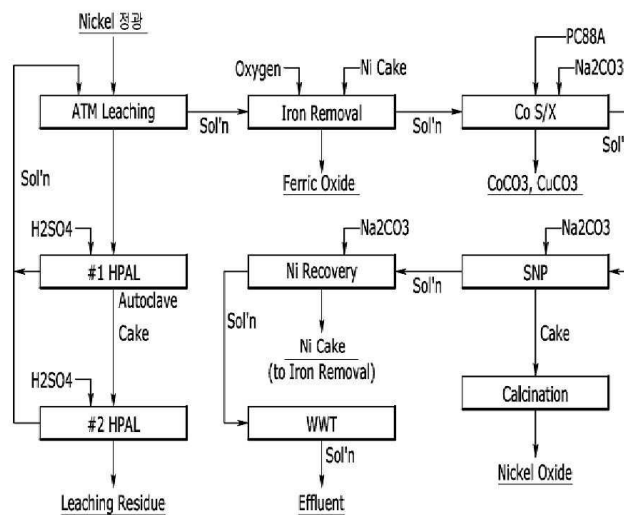 Nickel 정광
PC88A
Oxygen
Ni Cake
Na2CO3
ATM Leaching
Sol'n
Iron Removal
Sol'n
Co S/X
Sol'
Sol'n
Ferric Oxide
CoCO3, CuCO3
H2SO4
Na2CO3
Na2CO3
#1 HPAL
Ni Recovery
Sol'n
SNP
Autoclave
Cake
Sol'n
Cake
Ni Cake
(to Iron Removal)
H2SO4
Calcination
#2 HPAL
WWT
Sol'n
Leaching Residue
Effluent
Nickel Oxide